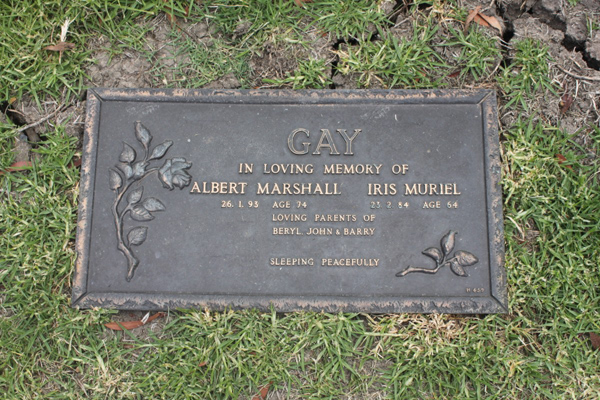 GAY
IN LOVING MEMORY OF
ALBERT MARSHALL IRIS MURIEL
26. 1. 93 AGE 74 23. 2. 84 AGE 64
LOVING PARENTS OF
BERYL, JOHN & BARRY
SLEEPING PEACEFULLY